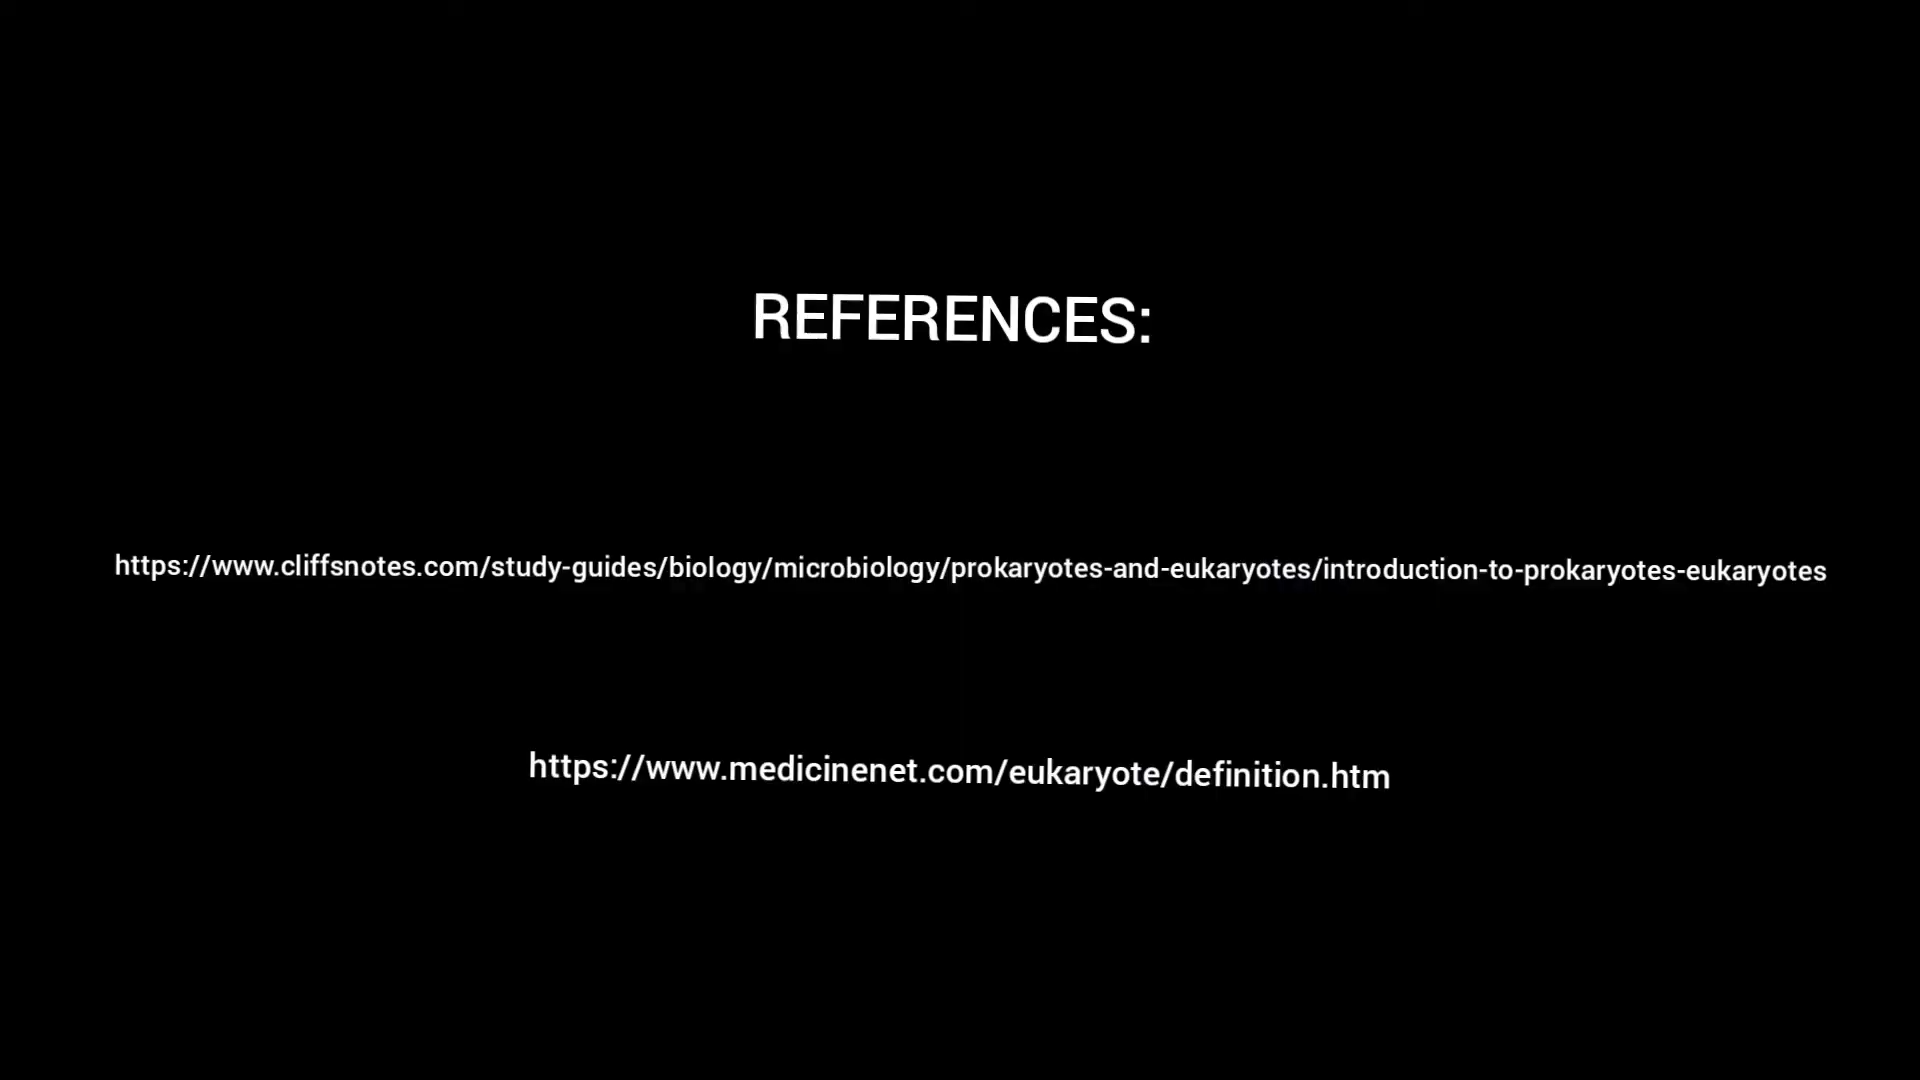 REFERENCES:
https://www.cliffsnotes.com/study-guides/biology/microbiology/prokaryotes-and-eukaryotes/introduction-to-prokaryotes-eukaryotes
https://www.medicinenet.com/eukaryote/definition.htm